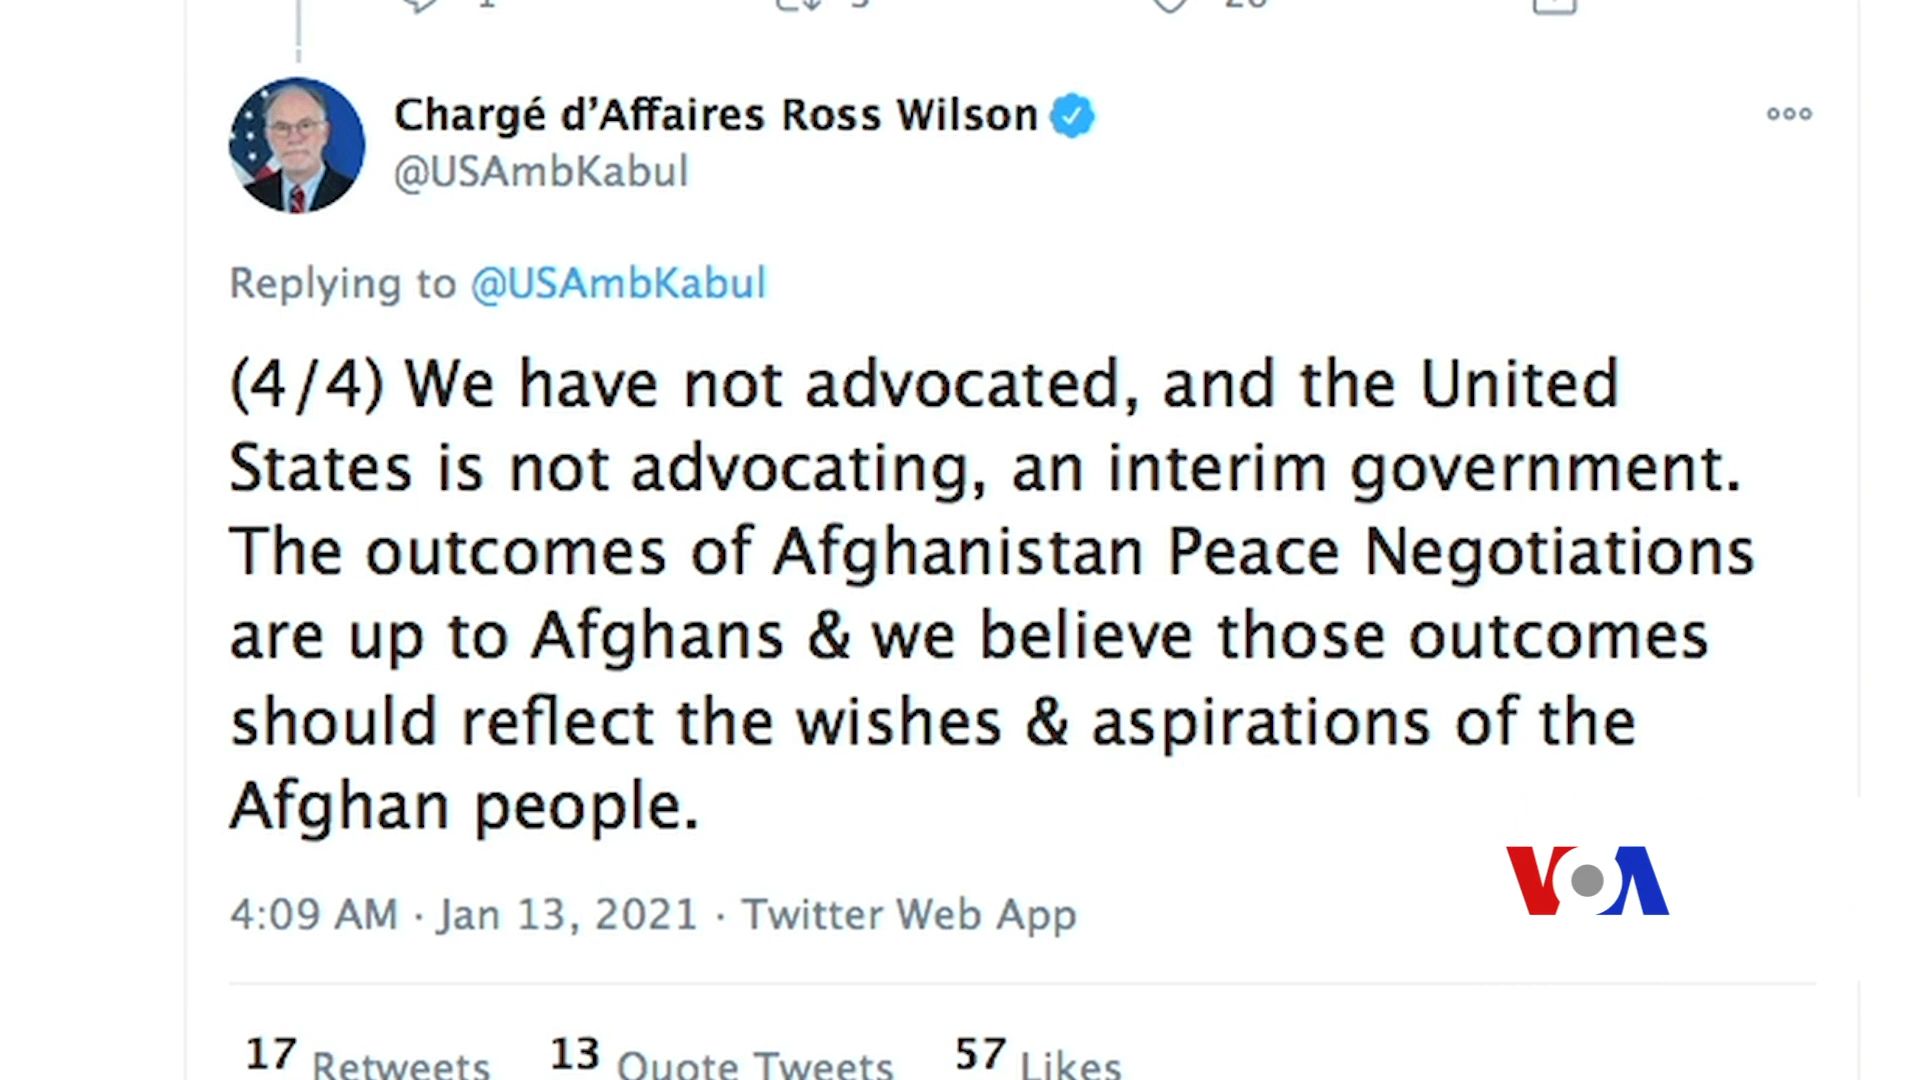 Chargé d’Affaires Ross Wilson
@USAmbKabul
Replying to @USAmbKabul
(4/4) We have not advocated, and the United
States is not advocating, an interim government.
The outcomes of Afghanistan Peace Negotiations
are up to Afghans & we believe those outcomes
should reflect the wishes & aspirations of the
Afghan people.
VOA
4:09 AM · Jan 13, 2021 · Twitter Web App
17 Retweets 13 Quote Tweets 57 Likes